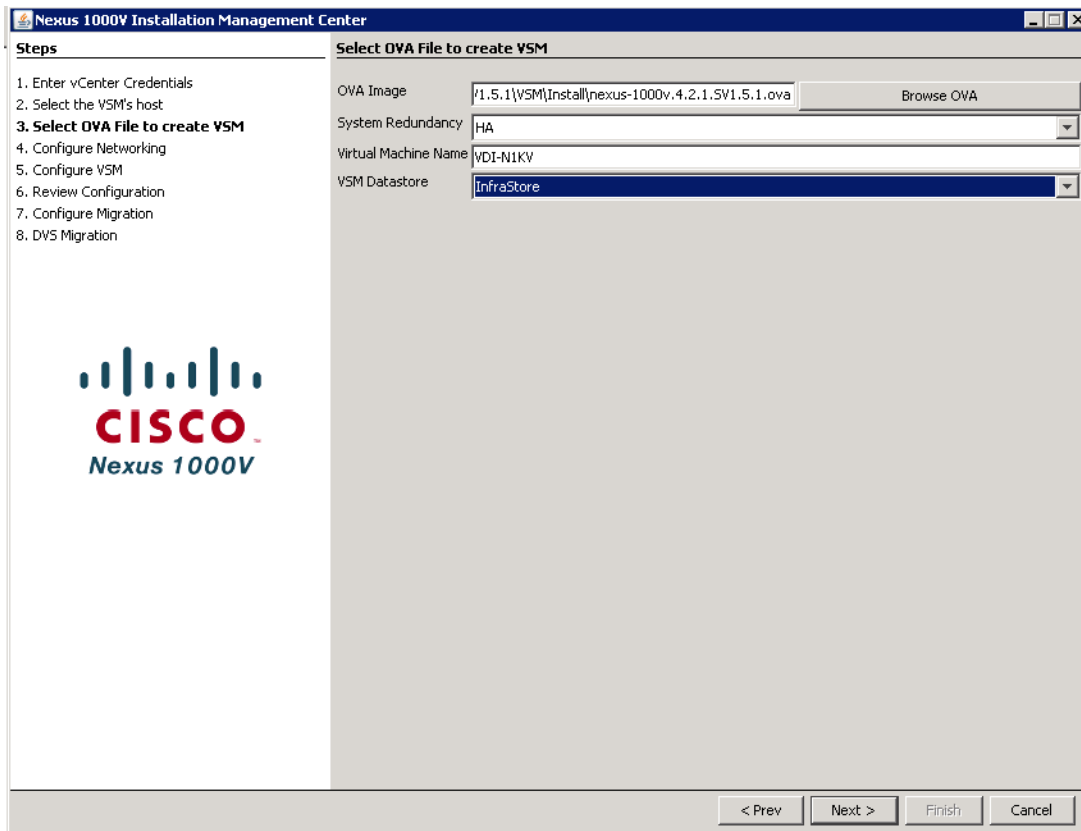 Nexus 1000V Installation Management Center
Steps
1. Enter vCenter Credentials
2. Select the VSM's host
3. Select OVA File to create VSM
4. Configure Networking
5. Configure VSM
6. Review Configuration
7. Configure Migration
8. DVS Migration
CISCO
Nexus 1000V
Select OVA File to create VSM
OVA Image /1.5.1\VSM\Install\nexus-1000v.4.2.1.SV1.5.1.ova Browse OVA
System Redundancy HA
Virtual Machine Name VDI-N1KV
VSM Datastore InfraStore
< Prev Next > Finish Cancel